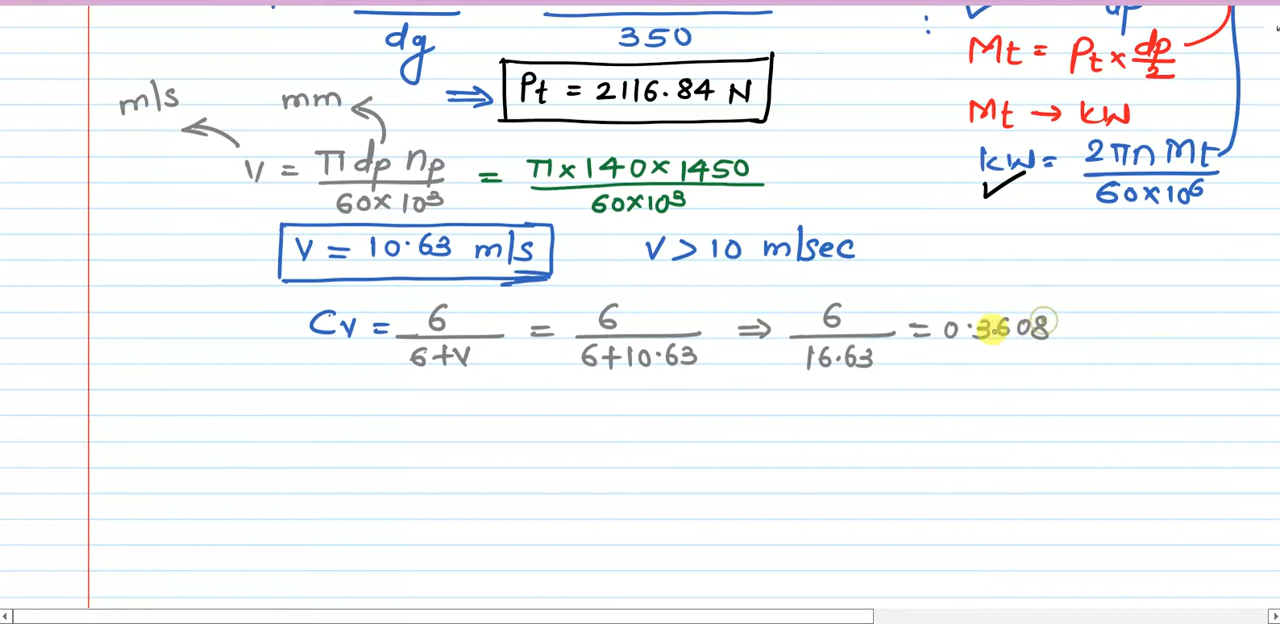 dg 350
⇒ Pt = 2116.84 N
Mt = Pt × dp/2
Mt → kW
kW = 2πn Mt / 60×10⁶
m/s mm
V = π dp np / 60×10³ = π×140×1450 / 60×10³
V = 10.63 m/s V > 10 m/sec
Cv = 6 / 6+V = 6 / 6+10.63 ⇒ 6 / 16.63 = 0.3608